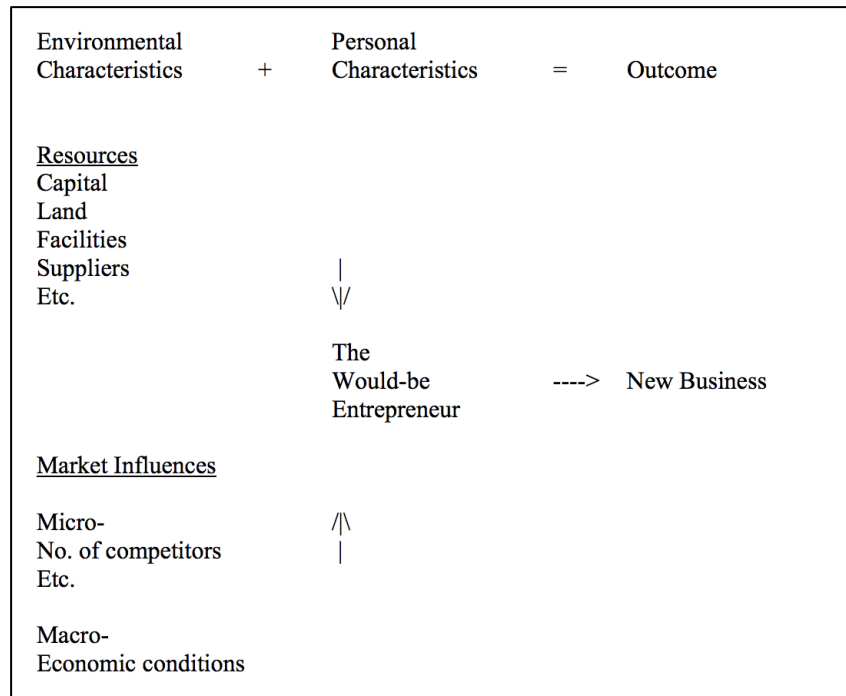 Environmental Personal
Characteristics + Characteristics = Outcome
Resources
Capital
Land
Facilities
Suppliers |
Etc. \|/
The
Would-be ----> New Business
Entrepreneur
Market Influences
Micro- /|\
No. of competitors |
Etc.
Macro-
Economic conditions